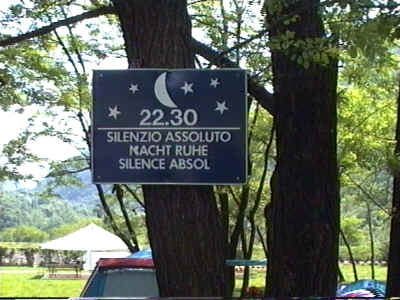 22.30
SILENZIO ASSOLUTO
NACHT RUHE
SILENCE ABSOL